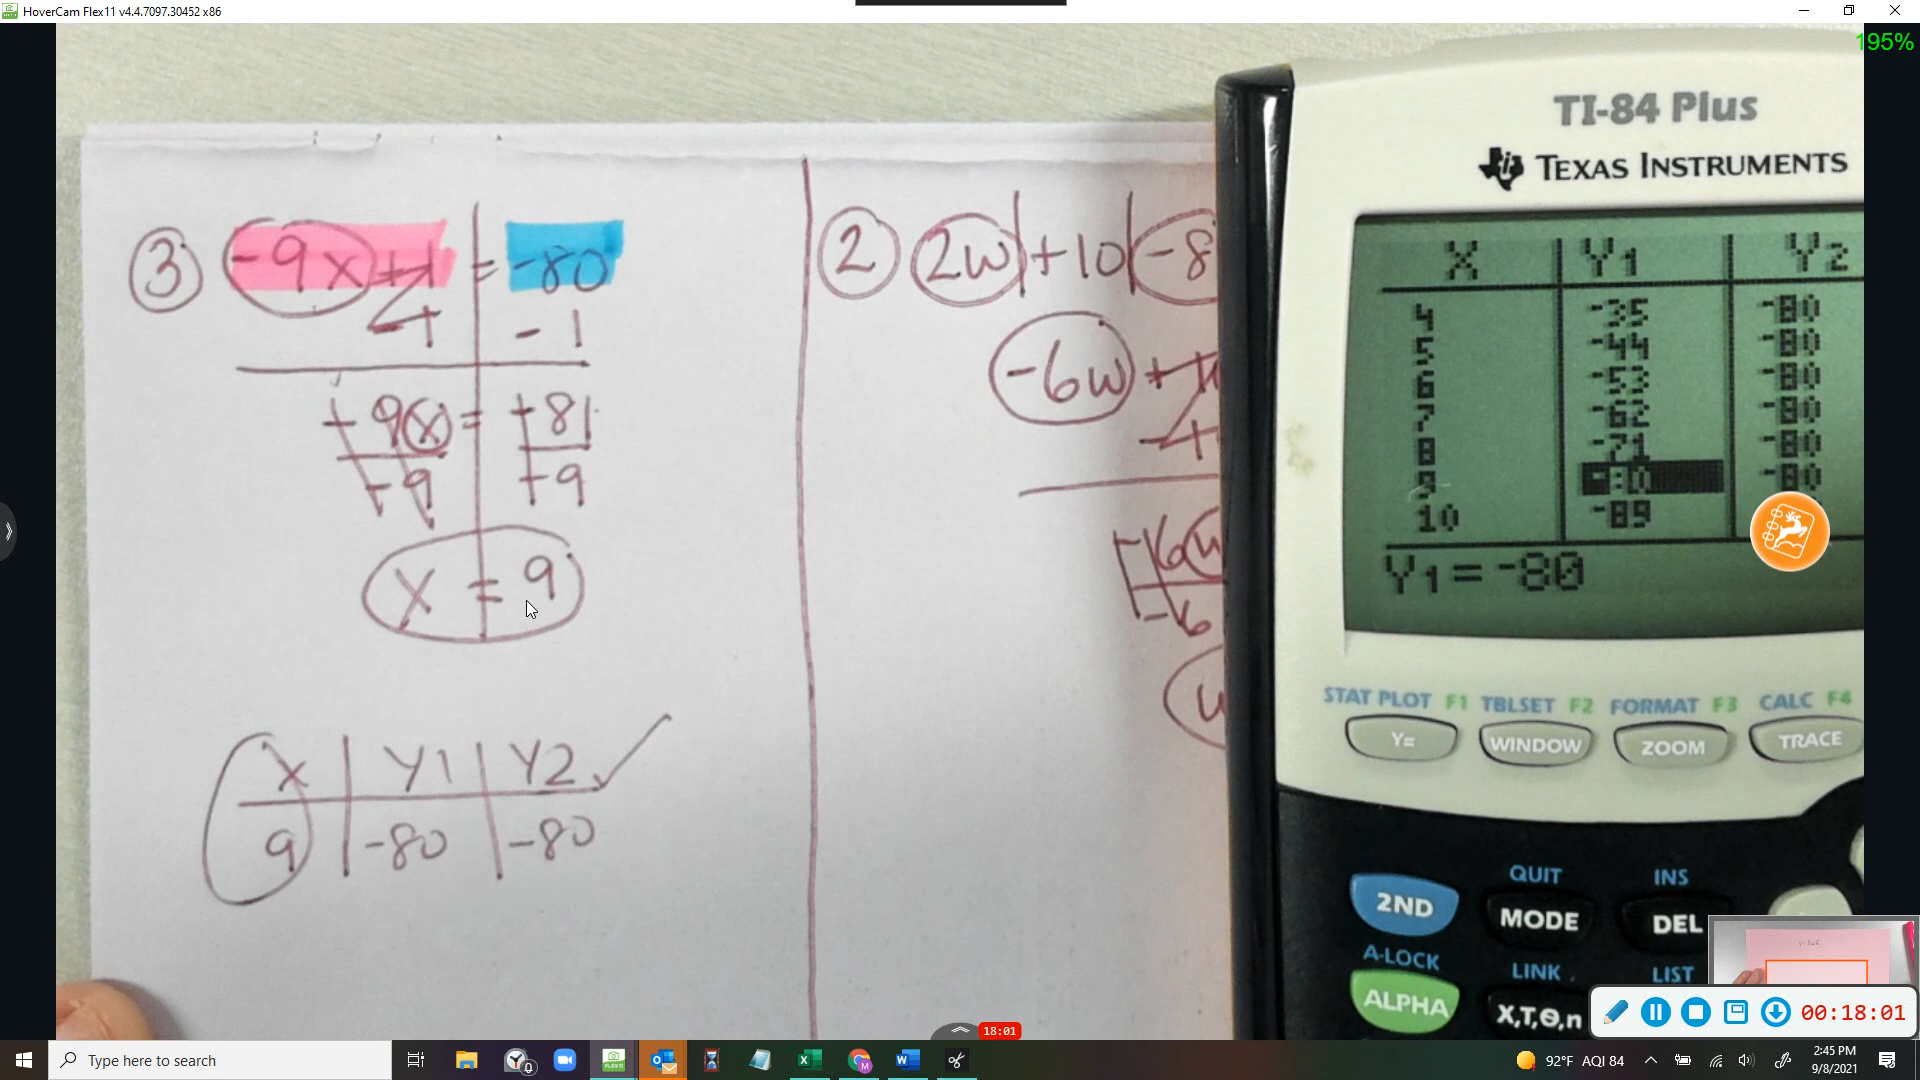 HoverCam Flex11 v4.4.7097.30452 x86
195%
③ -9x+1 = -80
-1 | -1
-9x = -81
-9 | -9
x = 9
x | y1 | y2 ✓
9 | -80 | -80
② 2w |+10| -8
-6w +
-6
-6
TI-84 Plus
TEXAS INSTRUMENTS
X Y1 Y2
4 -35 -80
5 -44 -80
6 -53 -80
7 -62 -80
8 -71 -80
9 -80 -80
10 -89
Y1=-80
STAT PLOT F1 TBLSET F2 FORMAT F3 CALC F4
Y= WINDOW ZOOM TRACE
QUIT INS
2ND MODE DEL
A-LOCK LINK LIST
ALPHA X,T,Θ,n
00:18:01
18:01
Type here to search
92°F AQI 84
2:45 PM
9/8/2021